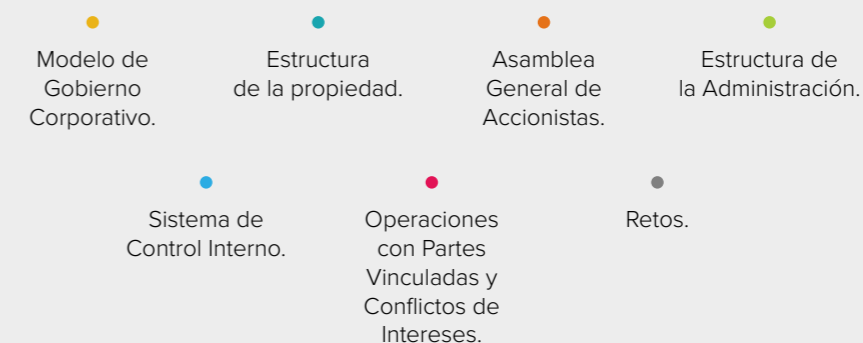 Modelo de
Gobierno
Corporativo.
Estructura
de la propiedad.
Asamblea
General de
Accionistas.
Estructura de
la Administración.
Sistema de
Control Interno.
Operaciones
con Partes
Vinculadas y
Conflictos de
Intereses.
Retos.